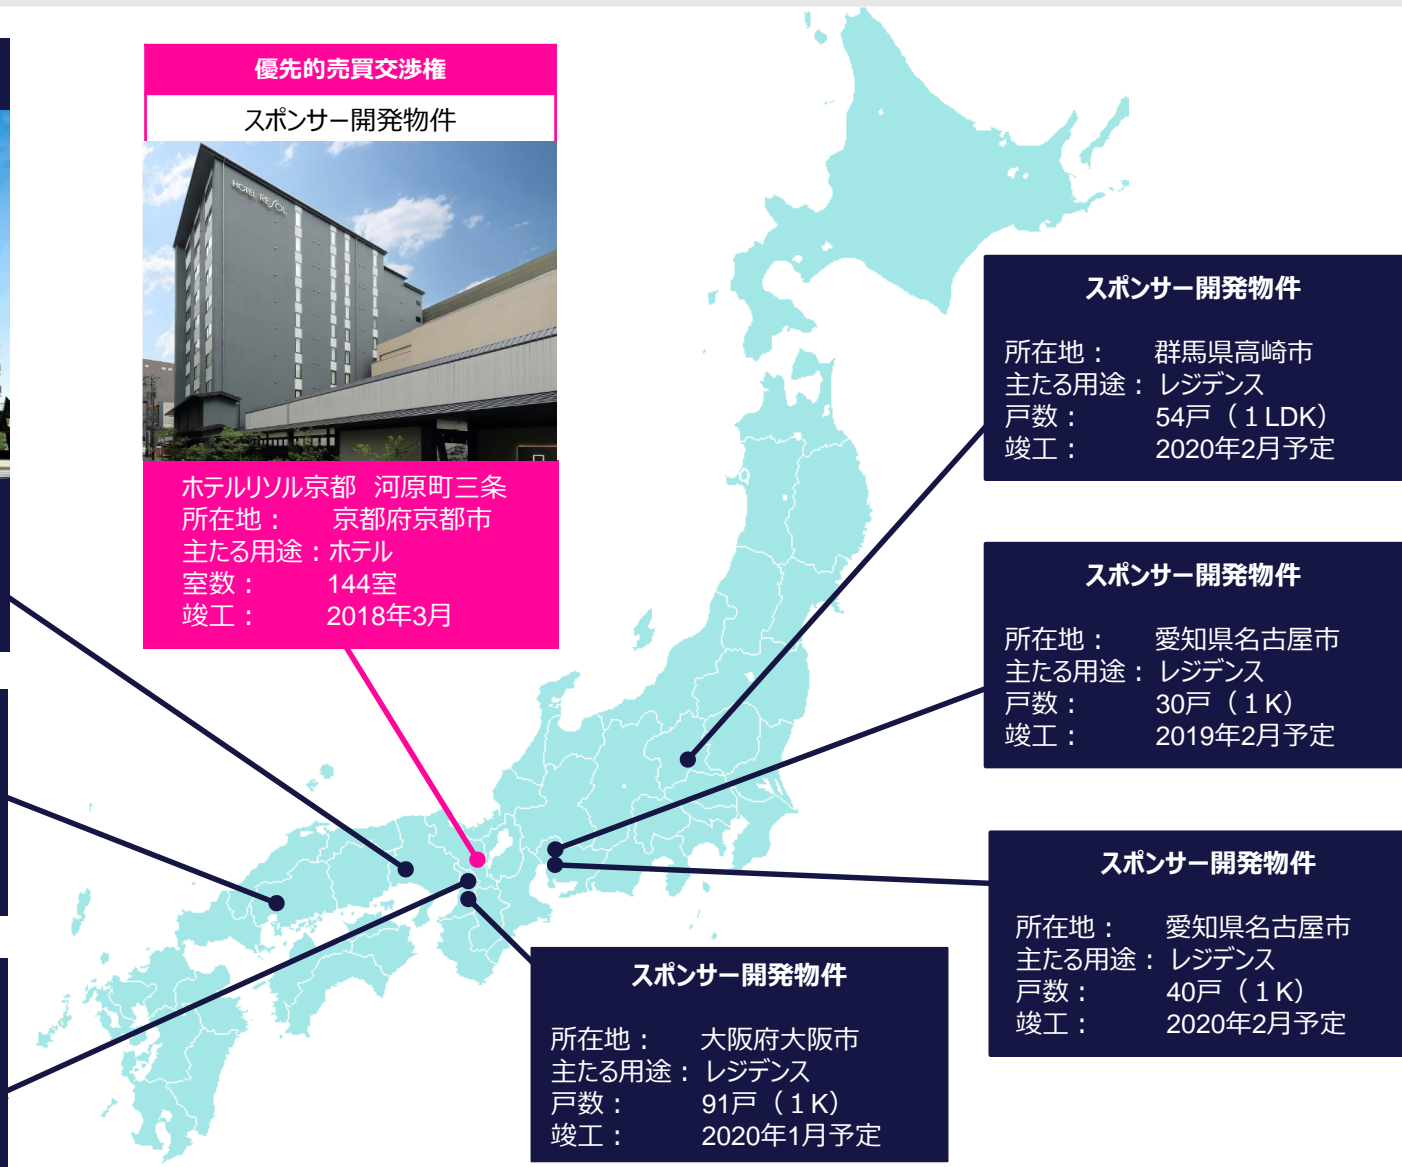 優先的売買交渉権
スポンサー開発物件
HOTEL RESOL
ホテルリソル京都 河原町三条
所在地： 京都府京都市
主たる用途：ホテル
室数： 144室
竣工： 2018年3月
スポンサー開発物件
所在地： 群馬県高崎市
主たる用途：レジデンス
戸数： 54戸（１LDK）
竣工： 2020年2月予定
スポンサー開発物件
所在地： 愛知県名古屋市
主たる用途：レジデンス
戸数： 30戸（１K）
竣工： 2019年2月予定
スポンサー開発物件
所在地： 愛知県名古屋市
主たる用途：レジデンス
戸数： 40戸（１K）
竣工： 2020年2月予定
スポンサー開発物件
所在地： 大阪府大阪市
主たる用途：レジデンス
戸数： 91戸（１K）
竣工： 2020年1月予定